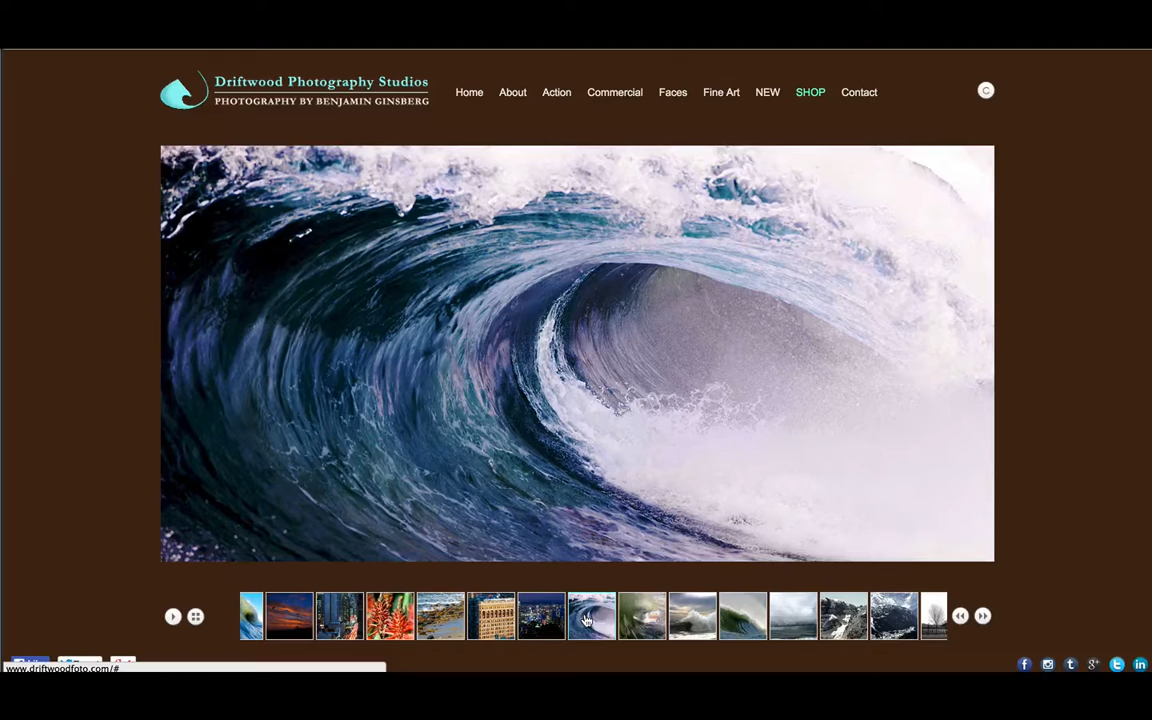 Driftwood Photography Studios
PHOTOGRAPHY BY BENJAMIN GINSBERG
Home About Action Commercial Faces Fine Art NEW SHOP Contact
C
www.driftwoodfoto.com/#